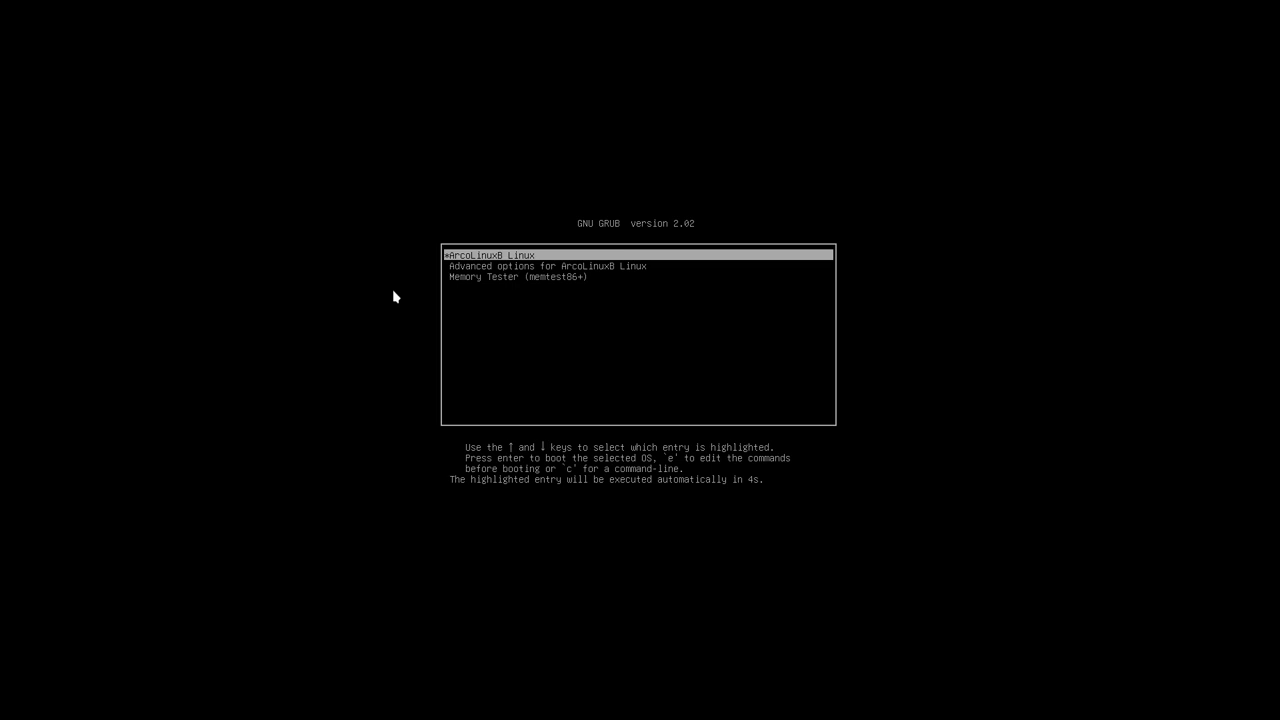 GNU GRUB  version 2.02
*ArcoLinuxB Linux
Advanced options for ArcoLinuxB Linux
Memory Tester (memtest86+)
Use the ↑ and ↓ keys to select which entry is highlighted.
Press enter to boot the selected OS, `e' to edit the commands
before booting or `c' for a command-line.
The highlighted entry will be executed automatically in 4s.